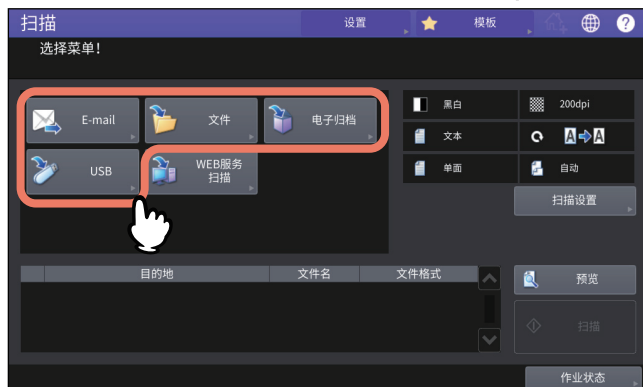 扫描 设置 模板 ?
选择菜单！
E-mail 文件 电子归档
USB WEB服务
扫描
黑白 200dpi
文本 A A
单面 自动
扫描设置
目的地 文件名 文件格式
预览
扫描
作业状态